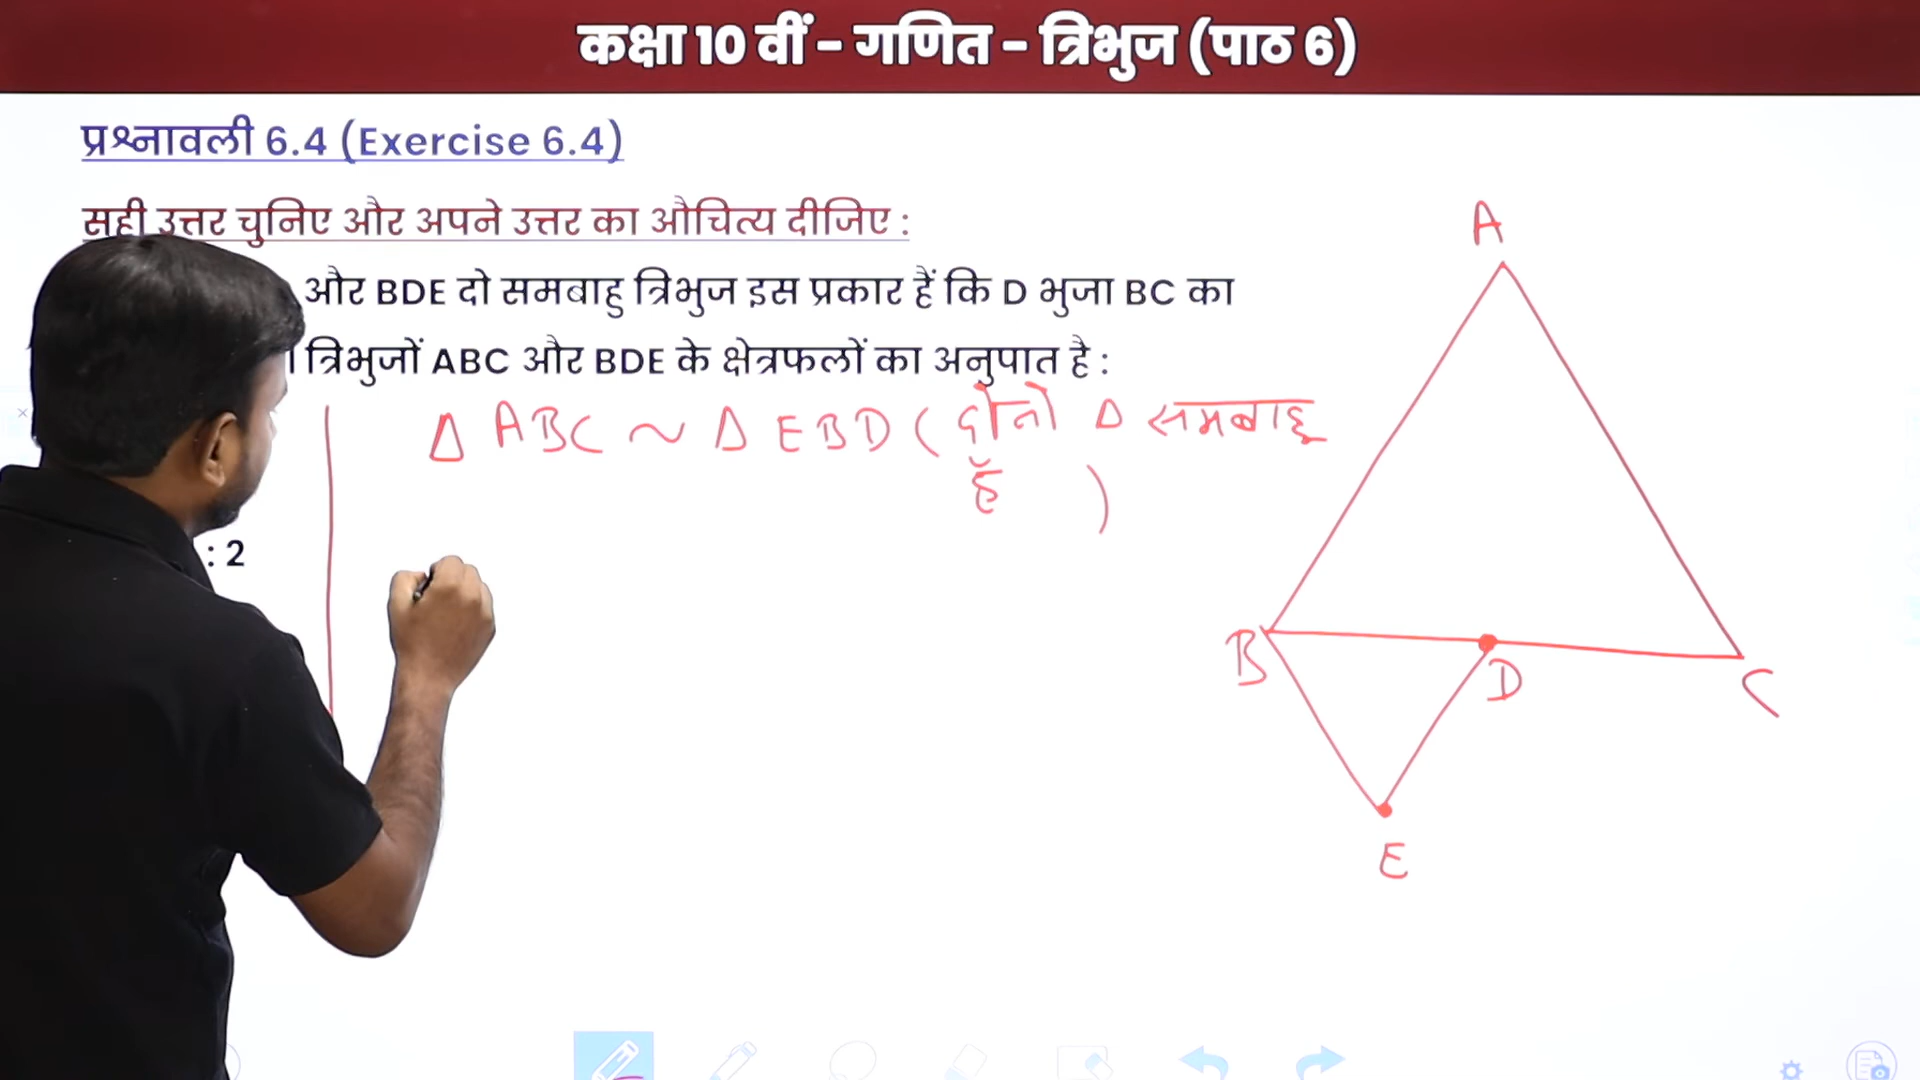 कक्षा 10 वीं - गणित - त्रिभुज (पाठ 6)
प्रश्नावली 6.4 (Exercise 6.4)
सही उत्तर चुनिए और अपने उत्तर का औचित्य दीजिए :
और BDE दो समबाहु त्रिभुज इस प्रकार हैं कि D भुजा BC का
त्रिभुजों ABC और BDE के क्षेत्रफलों का अनुपात है :
Δ ABC ~ Δ EBD ( दोनो Δ समबाहु
है )
: 2
A
B
D
C
E